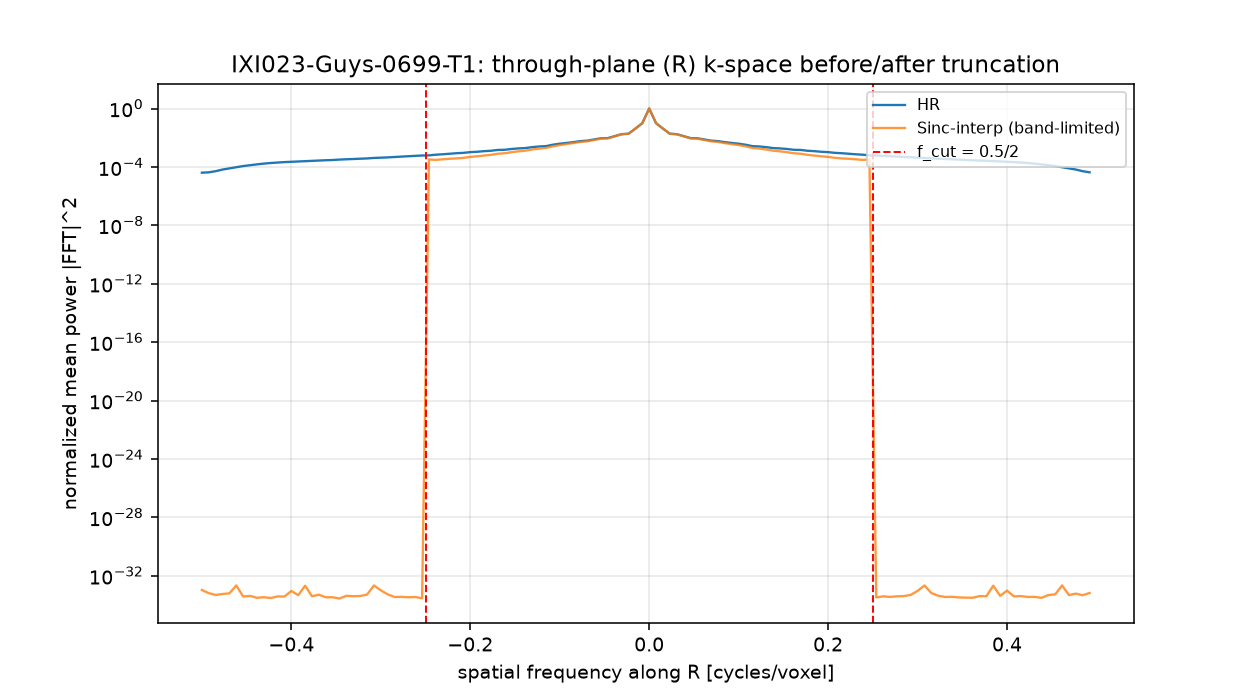 IXI023-Guys-0699-T1: through-plane (R) k-space before/after truncation
HR
Sinc-interp (band-limited)
f_cut = 0.5/2
normalized mean power |FFT|^2
10^0
10^−4
10^−8
10^−12
10^−16
10^−20
10^−24
10^−28
10^−32
−0.4 −0.2 0.0 0.2 0.4
spatial frequency along R [cycles/voxel]